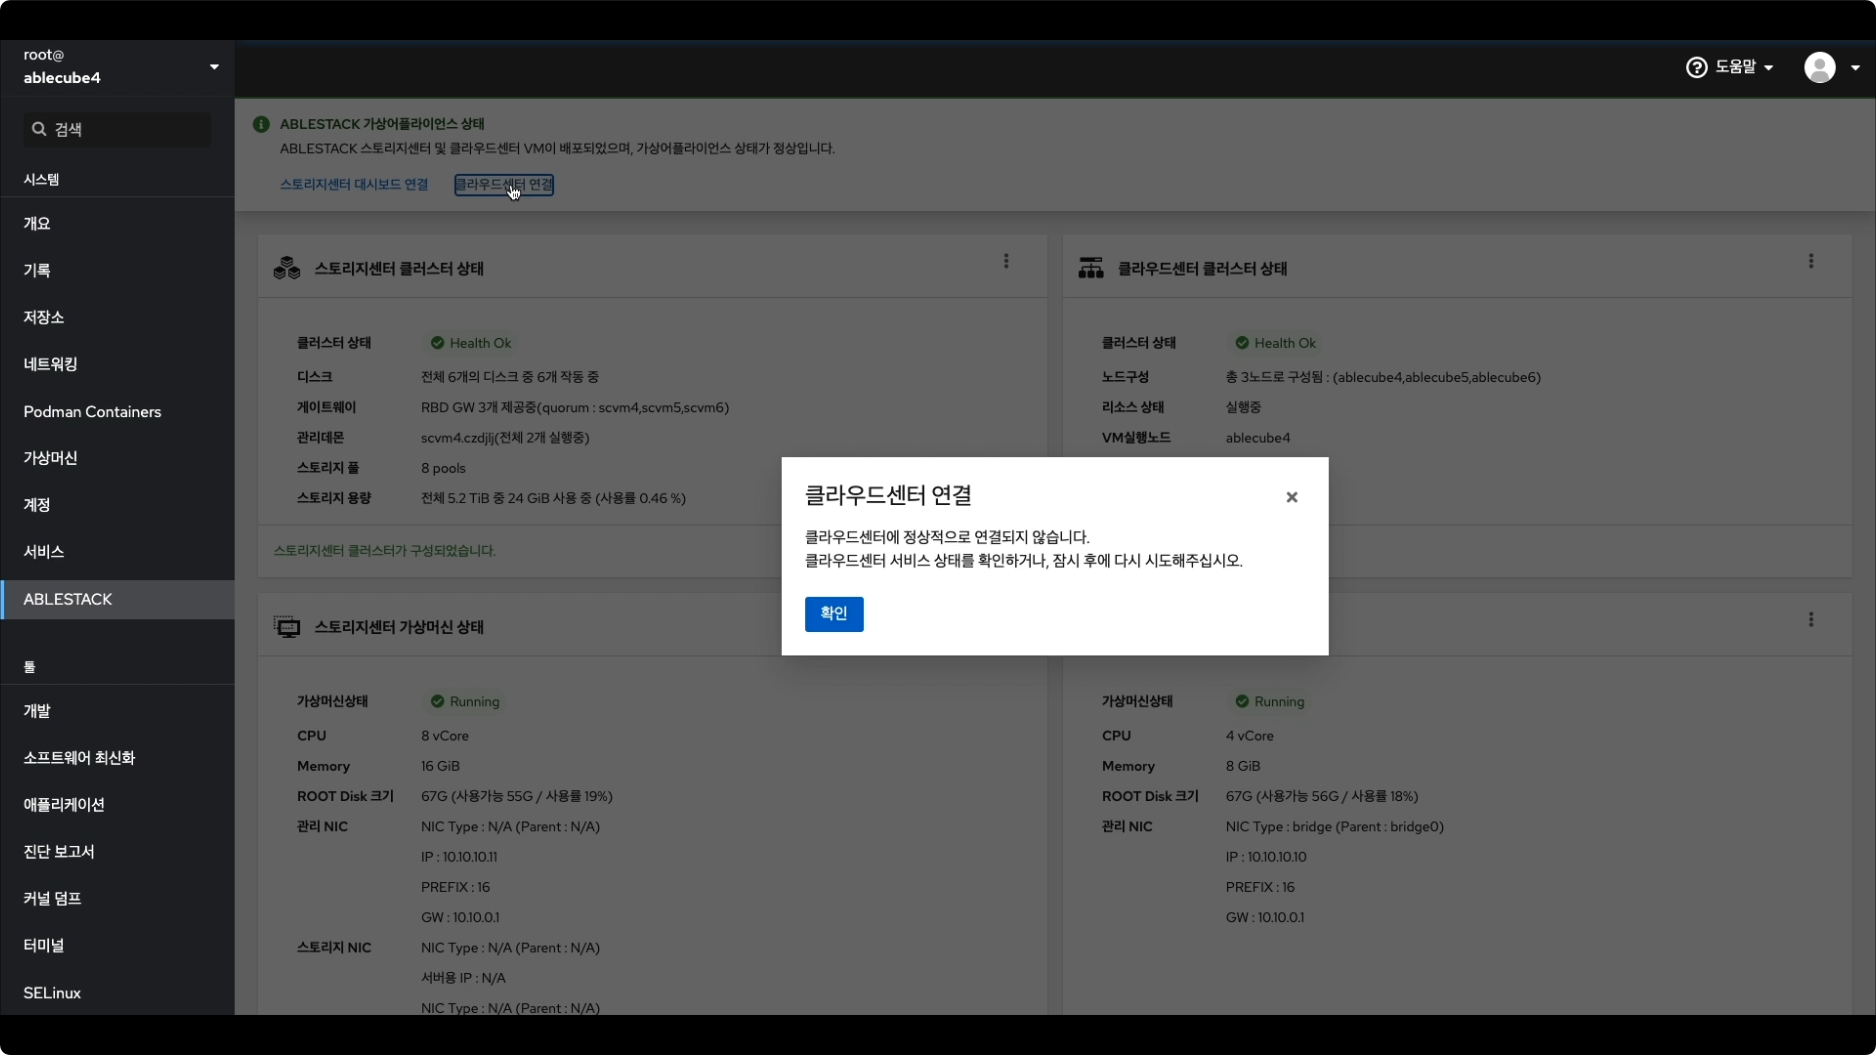 root@
ablecube4
도움말
검색
시스템
개요
기록
저장소
네트워킹
Podman Containers
가상머신
계정
서비스
ABLESTACK
툴
개발
소프트웨어 최신화
애플리케이션
진단 보고서
커널 덤프
터미널
SELinux
ABLESTACK 가상어플라이언스 상태
ABLESTACK 스토리지센터 및 클라우드센터 VM이 배포되었으며, 가상어플라이언스 상태가 정상입니다.
스토리지센터 대시보드 연결 클라우드센터 연결
스토리지센터 클러스터 상태
클러스터 상태 Health Ok
디스크 전체 6개의 디스크 중 6개 작동 중
게이트웨이 RBD GW 3개 제공중(quorum : scvm4,scvm5,scvm6)
관리데몬 scvm4.czdjlj(전체 2개 실행중)
스토리지 풀 8 pools
스토리지 용량 전체 5.2 TiB 중 24 GiB 사용 중 (사용률 0.46 %)
스토리지센터 클러스터가 구성되었습니다.
클라우드센터 클러스터 상태
클러스터 상태 Health Ok
노드구성 총 3노드로 구성됨 : (ablecube4,ablecube5,ablecube6)
리소스 상태 실행중
VM실행노드 ablecube4
클라우드센터 연결
클라우드센터에 정상적으로 연결되지 않습니다.
클라우드센터 서비스 상태를 확인하거나, 잠시 후에 다시 시도해주십시오.
확인
스토리지센터 가상머신 상태
가상머신상태 Running
CPU 8 vCore
Memory 16 GiB
ROOT Disk 크기 67G (사용가능 55G / 사용률 19%)
관리 NIC NIC Type : N/A (Parent : N/A)
IP : 10.10.10.11
PREFIX : 16
GW : 10.10.0.1
스토리지 NIC NIC Type : N/A (Parent : N/A)
서버용 IP : N/A
NIC Type : N/A (Parent : N/A)
가상머신상태 Running
CPU 4 vCore
Memory 8 GiB
ROOT Disk 크기 67G (사용가능 56G / 사용률 18%)
관리 NIC NIC Type : bridge (Parent : bridge0)
IP : 10.10.10.10
PREFIX : 16
GW : 10.10.0.1